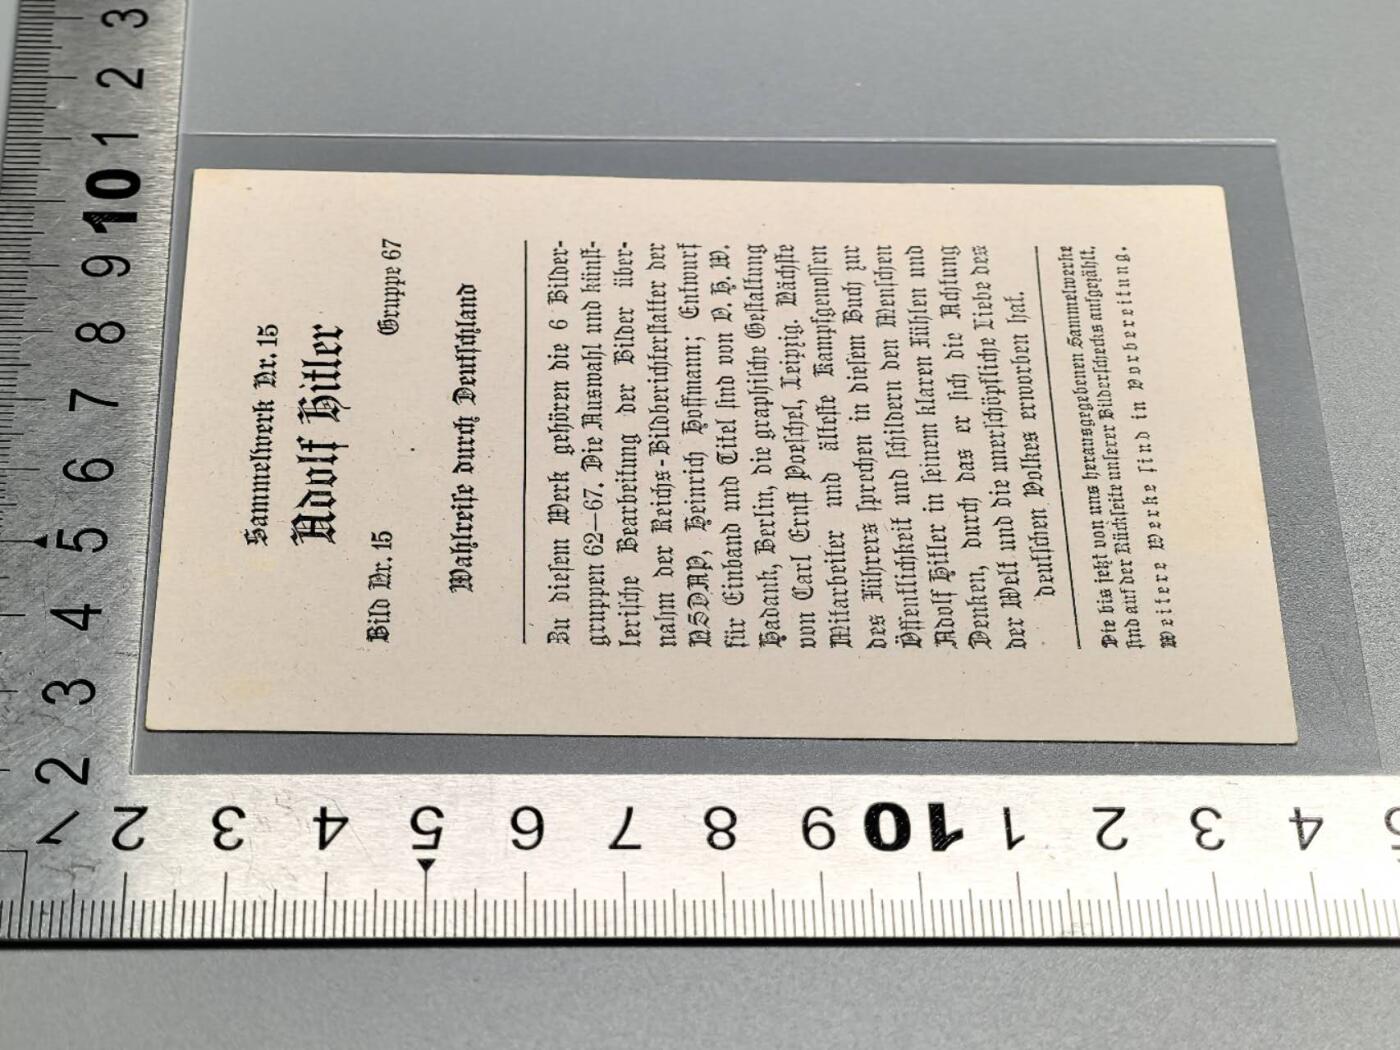 Sammelwerk Nr. 15
Adolf Hitler
Bild Nr. 15 Gruppe 67
Wahlreise durch Deutschland
Zu diesem Werk gehören die 6 Bilder-
gruppen 62—67. Die Auswahl und künst-
lerische Bearbeitung der Bilder über-
nahm der Reichs-Bildberichterstatter der
NSDAP, Heinrich Hoffmann; Entwurf
für Einband und Titel sind von O. H. W.
Hadank, Berlin, die graphische Gestaltung
von Carl Ernst Poeschel, Leipzig. Nächste
Mitarbeiter und älteste Kampfgenossen
des Führers sprechen in diesem Buch zur
Öffentlichkeit und schildern den Menschen
Adolf Hitler in seinem klaren Fühlen und
Denken, durch das er sich die Achtung
der Welt und die unerschöpfliche Liebe des
deutschen Volkes erworben hat.
Die bis jetzt von uns herausgegebenen Sammelwerke
sind auf der Rückseite unserer Bilderschecks aufgezählt.
Weitere Werke sind in Vorbereitung.
3
2
1
10
9
8
7
6
5
4
3
2
1
2 3 4 5 6 7 8 9 10 1 2 3 4